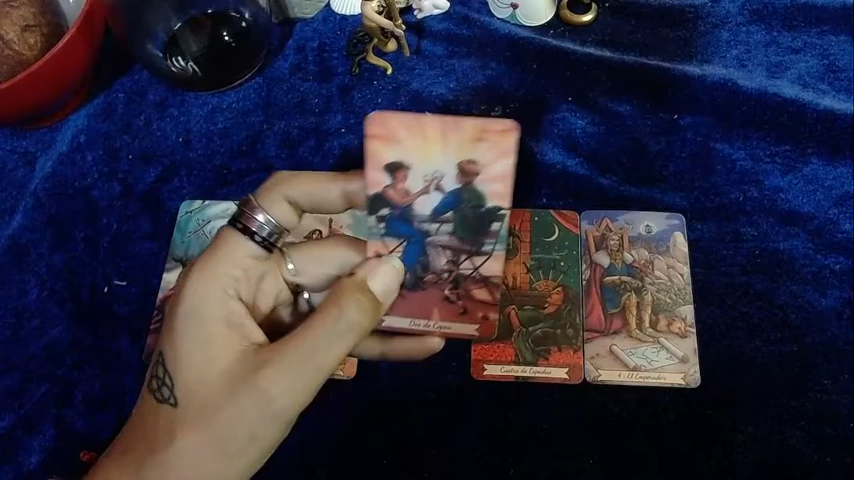 Dos de Copas
Cuatro de Espadas
4 - El Emperador